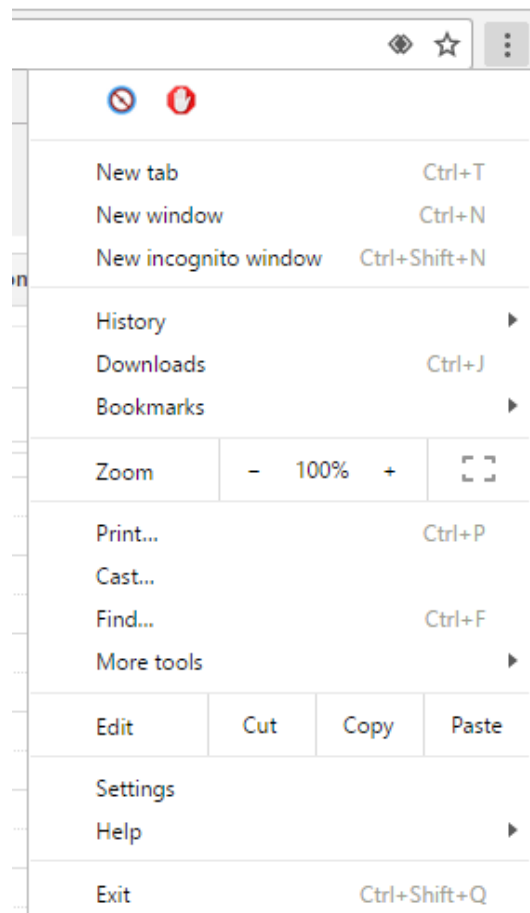 New tab Ctrl+T
New window Ctrl+N
on
New incognito window Ctrl+Shift+N
History
Downloads Ctrl+J
Bookmarks
Zoom – 100% +
Print... Ctrl+P
Cast...
Find... Ctrl+F
More tools
Edit Cut Copy Paste
Settings
Help
Exit Ctrl+Shift+Q